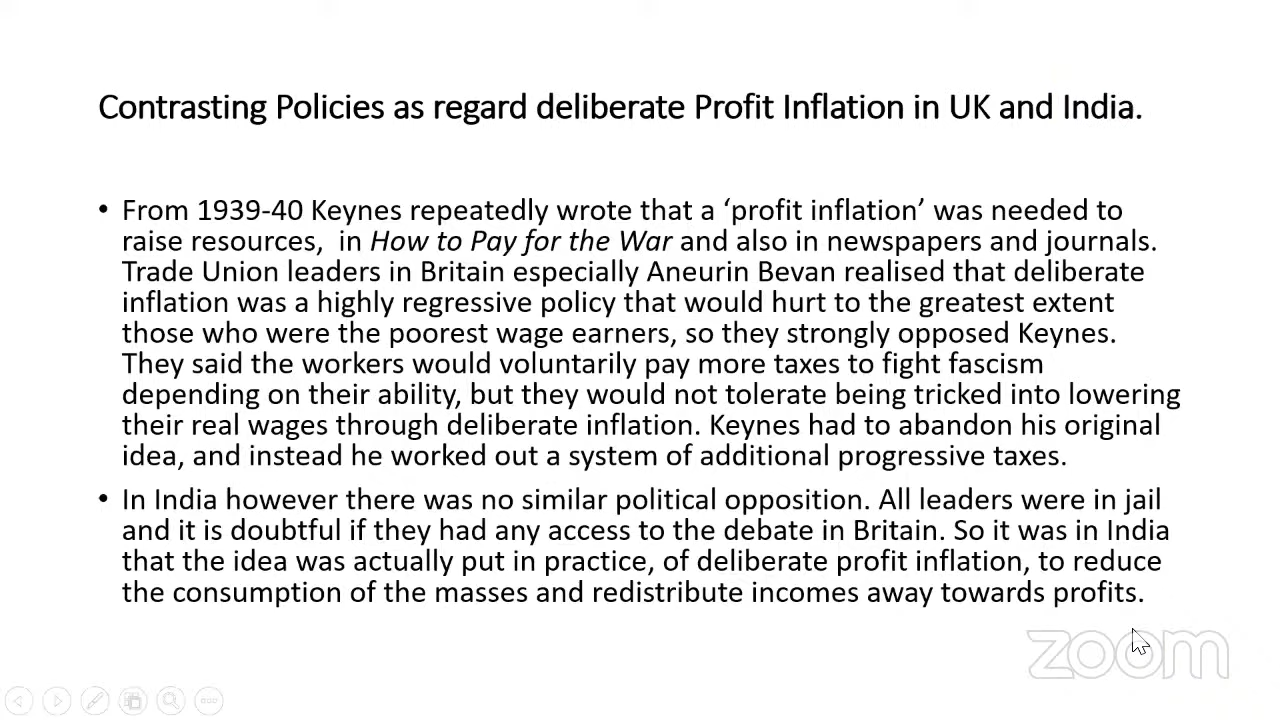 Contrasting Policies as regard deliberate Profit Inflation in UK and India.
• From 1939-40 Keynes repeatedly wrote that a ‘profit inflation’ was needed to
raise resources,  in How to Pay for the War and also in newspapers and journals.
Trade Union leaders in Britain especially Aneurin Bevan realised that deliberate
inflation was a highly regressive policy that would hurt to the greatest extent
those who were the poorest wage earners, so they strongly opposed Keynes.
They said the workers would voluntarily pay more taxes to fight fascism
depending on their ability, but they would not tolerate being tricked into lowering
their real wages through deliberate inflation. Keynes had to abandon his original
idea, and instead he worked out a system of additional progressive taxes.
• In India however there was no similar political opposition. All leaders were in jail
and it is doubtful if they had any access to the debate in Britain. So it was in India
that the idea was actually put in practice, of deliberate profit inflation, to reduce
the consumption of the masses and redistribute incomes away towards profits.
zoom